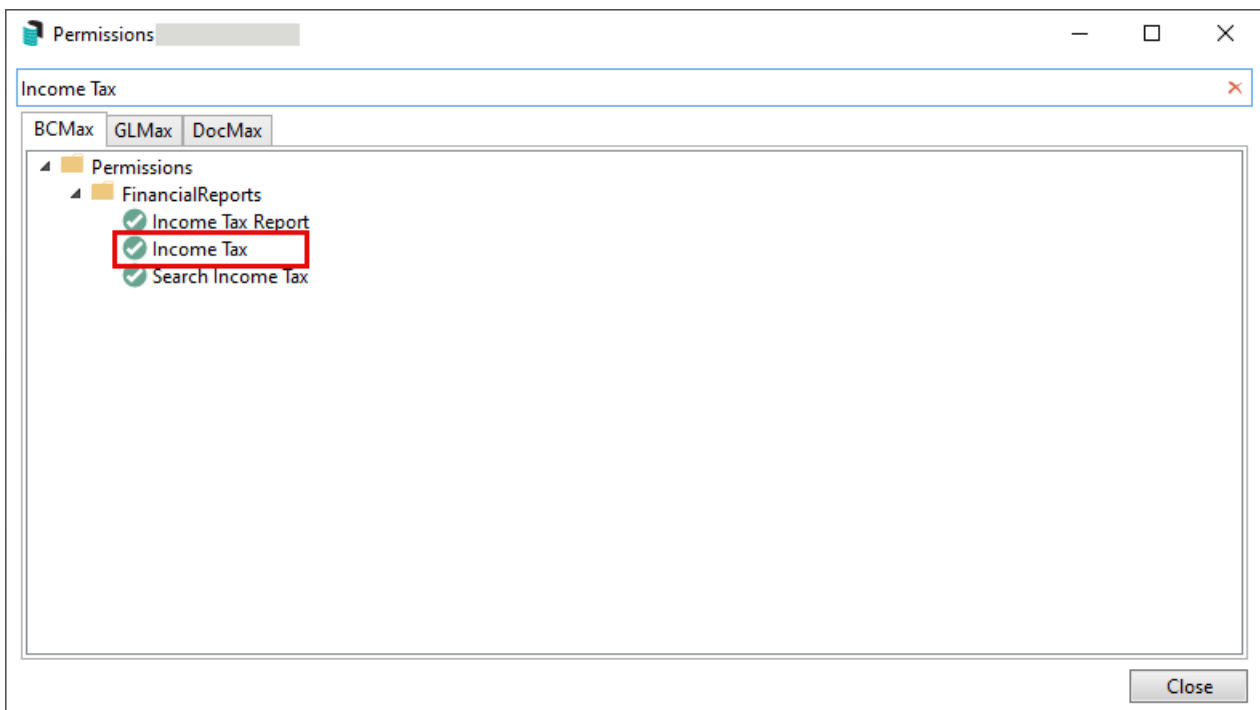 Permissions
Income Tax
BCMax GLMax DocMax
Permissions
FinancialReports
Income Tax Report
Income Tax
Search Income Tax
Close